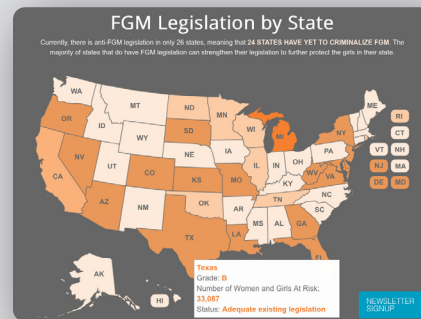 FGM Legislation by State
Currently, there is anti-FGM legislation in only 26 states, meaning that 24 STATES HAVE YET TO CRIMINALIZE FGM. The
majority of states that do have FGM legislation can strengthen their legislation to further protect the girls in their state.
WA
MT
ND
MN
ME
OR
ID
SD
WI
MI
NY
RI
WY
CT
NV
UT
NE
IA
PA
VT
NH
CO
IL
IN
OH
NJ
MA
CA
KS
MO
WV
VA
DE
MD
KY
AZ
NM
OK
TN
NC
AR
SC
MS
AL
GA
TX
LA
FL
AK
HI
Texas
Grade: B
Number of Women and Girls At Risk:
33,087
Status: Adequate existing legislation
NEWSLETTER
SIGNUP